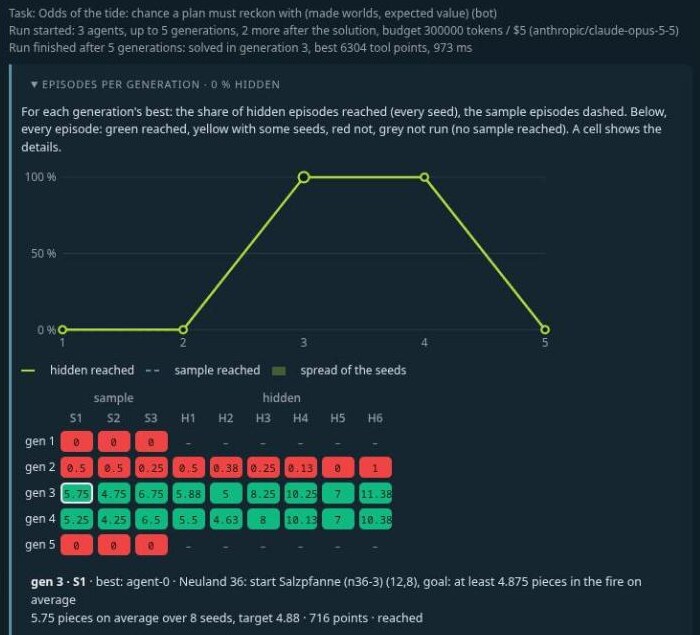 Task: Odds of the tide: chance a plan must reckon with (made worlds, expected value) (bot)
Run started: 3 agents, up to 5 generations, 2 more after the solution, budget 300000 tokens / $5 (anthropic/claude-opus-5-5)
Run finished after 5 generations: solved in generation 3, best 6304 tool points, 973 ms
▼ EPISODES PER GENERATION · 0 % HIDDEN
For each generation's best: the share of hidden episodes reached (every seed), the sample episodes dashed. Below,
every episode: green reached, yellow with some seeds, red not, grey not run (no sample reached). A cell shows the
details.
100 %
50 %
0 %
1 2 3 4 5
hidden reached -- sample reached spread of the seeds
sample hidden
S1 S2 S3 H1 H2 H3 H4 H5 H6
gen 1 0 0 0 – – – – – –
gen 2 0.5 0.5 0.25 0.5 0.38 0.25 0.13 0 1
gen 3 5.75 4.75 6.75 5.88 5 8.25 10.25 7 11.38
gen 4 5.25 4.25 6.5 5.5 4.63 8 10.13 7 10.38
gen 5 0 0 0 – – – – – –
gen 3 · S1 · best: agent-0 · Neuland 36: start Salzpfanne (n36-3) (12,8), goal: at least 4.875 pieces in the fire on
average
5.75 pieces on average over 8 seeds, target 4.88 · 716 points · reached